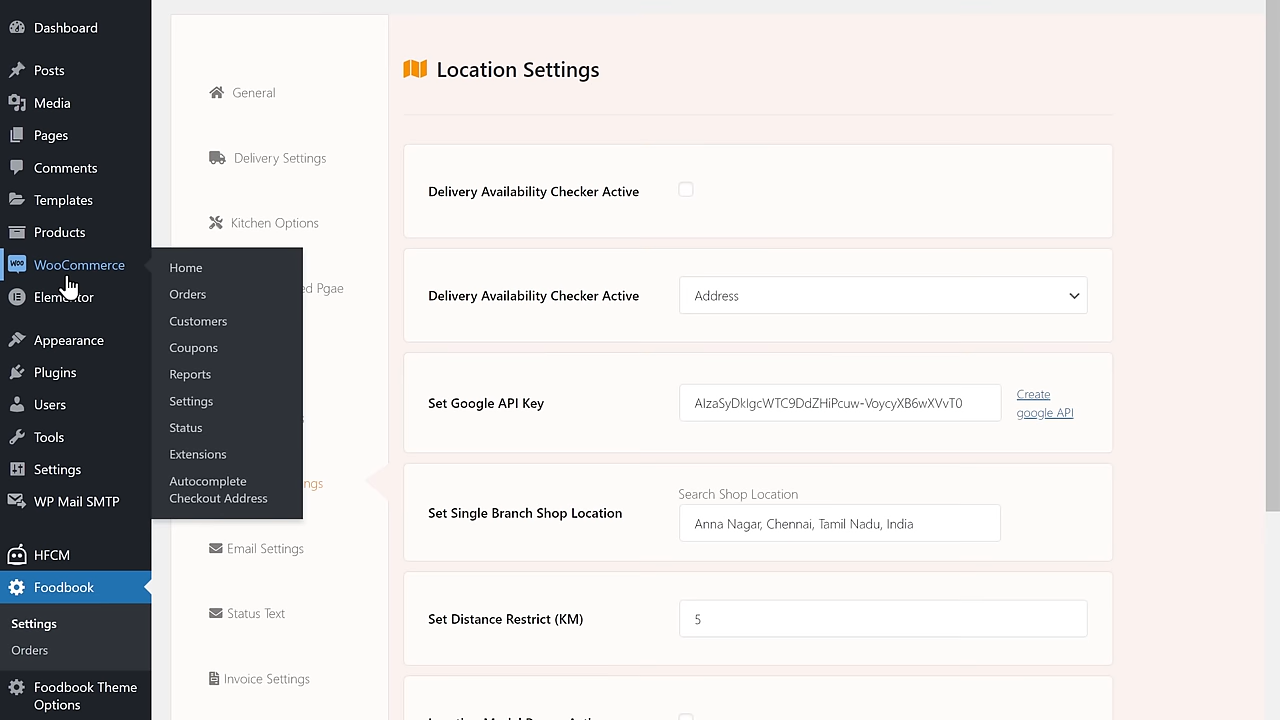 Dashboard
Posts
Media
Pages
Comments
Templates
Products
WOO WooCommerce
Appearance
Plugins
Users
Tools
Settings
WP Mail SMTP
HFCM
Foodbook
Settings
Orders
Foodbook Theme
Options
Home
Orders
Customers
Coupons
Reports
Settings
Status
Extensions
Autocomplete
Checkout Address
General
Delivery Settings
Kitchen Options
ed Pgae
ngs
Email Settings
Status Text
Invoice Settings
Location Settings
Delivery Availability Checker Active
Delivery Availability Checker Active
Address
Set Google API Key
AIzaSyDkIgcWTC9DdZHiPcuw-VoycyXB6wXVvT0
Create
google API
Set Single Branch Shop Location
Search Shop Location
Anna Nagar, Chennai, Tamil Nadu, India
Set Distance Restrict (KM)
5